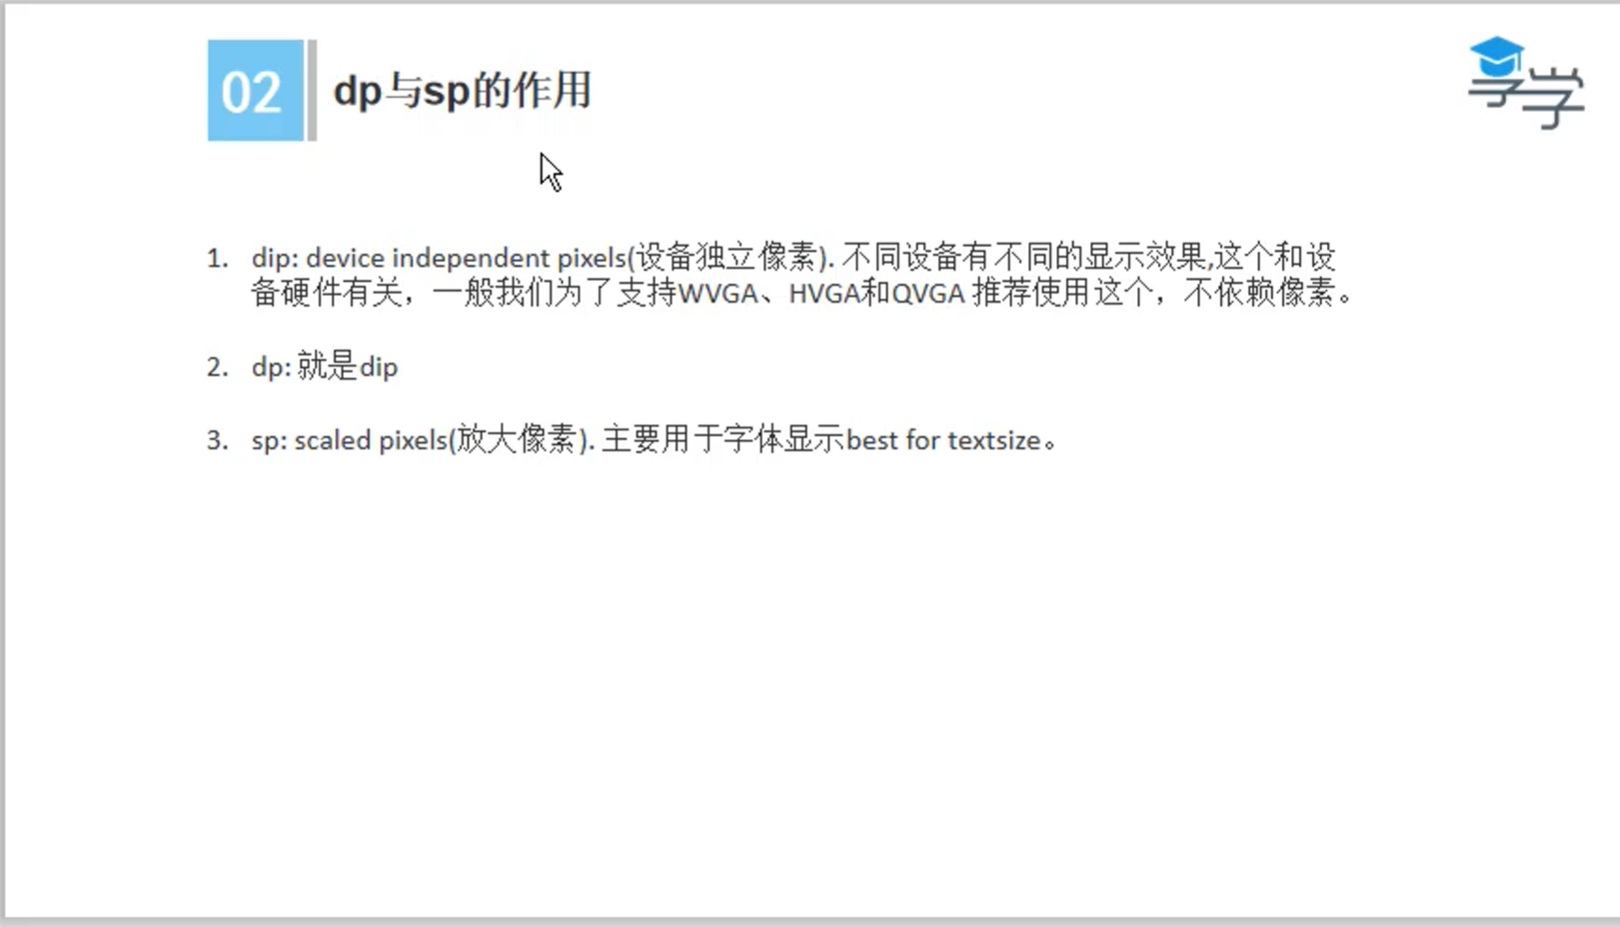 02
dp与sp的作用
享学
1. dip: device independent pixels(设备独立像素). 不同设备有不同的显示效果,这个和设
备硬件有关，一般我们为了支持WVGA、HVGA和QVGA 推荐使用这个，不依赖像素。
2. dp: 就是dip
3. sp: scaled pixels(放大像素). 主要用于字体显示best for textsize。